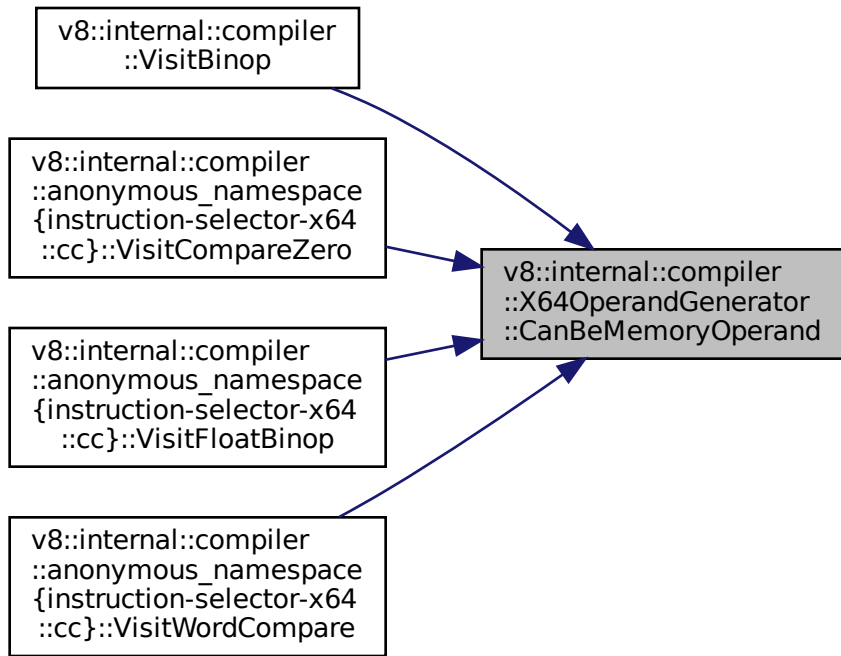 v8::internal::compiler
::VisitBinop
v8::internal::compiler
::anonymous_namespace
{instruction-selector-x64
::cc}::VisitCompareZero
v8::internal::compiler
::X64OperandGenerator
::CanBeMemoryOperand
v8::internal::compiler
::anonymous_namespace
{instruction-selector-x64
::cc}::VisitFloatBinop
v8::internal::compiler
::anonymous_namespace
{instruction-selector-x64
::cc}::VisitWordCompare